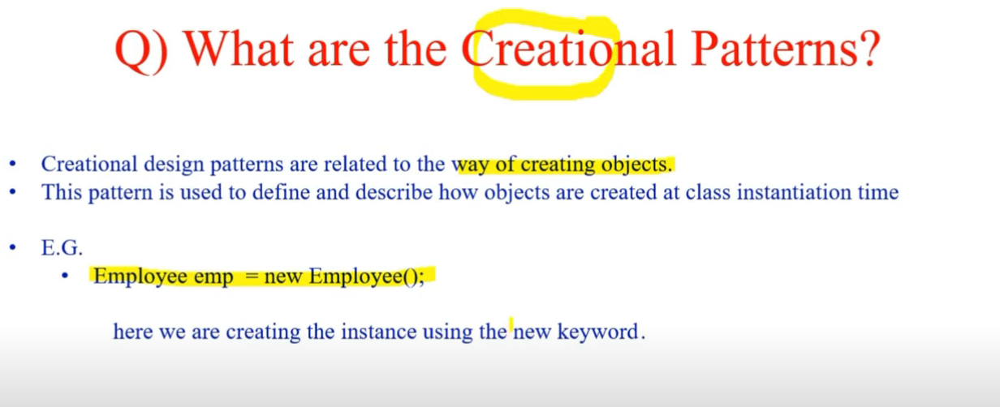 Q) What are the Creational Patterns?
• Creational design patterns are related to the way of creating objects.
• This pattern is used to define and describe how objects are created at class instantiation time
• E.G.
• Employee emp = new Employee();
here we are creating the instance using the new keyword.